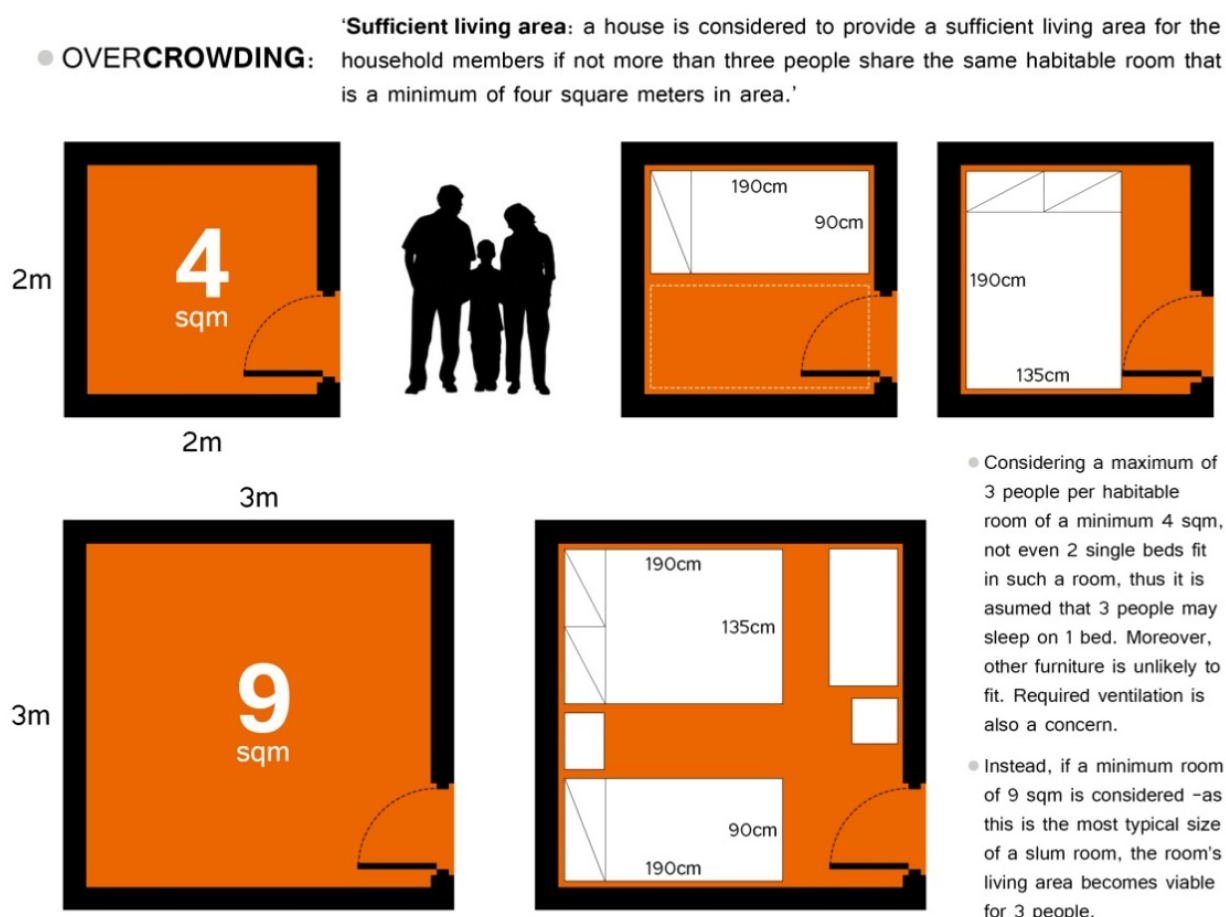 'Sufficient living area: a house is considered to provide a sufficient living area for the
OVERCROWDING: household members if not more than three people share the same habitable room that
is a minimum of four square meters in area.'
2m
4
sqm
2m
190cm
90cm
190cm
135cm
3m
3m
9
sqm
190cm
135cm
90cm
190cm
Considering a maximum of
3 people per habitable
room of a minimum 4 sqm,
not even 2 single beds fit
in such a room, thus it is
asumed that 3 people may
sleep on 1 bed. Moreover,
other furniture is unlikely to
fit. Required ventilation is
also a concern.
Instead, if a minimum room
of 9 sqm is considered -as
this is the most typical size
of a slum room, the room's
living area becomes viable
for 3 people.